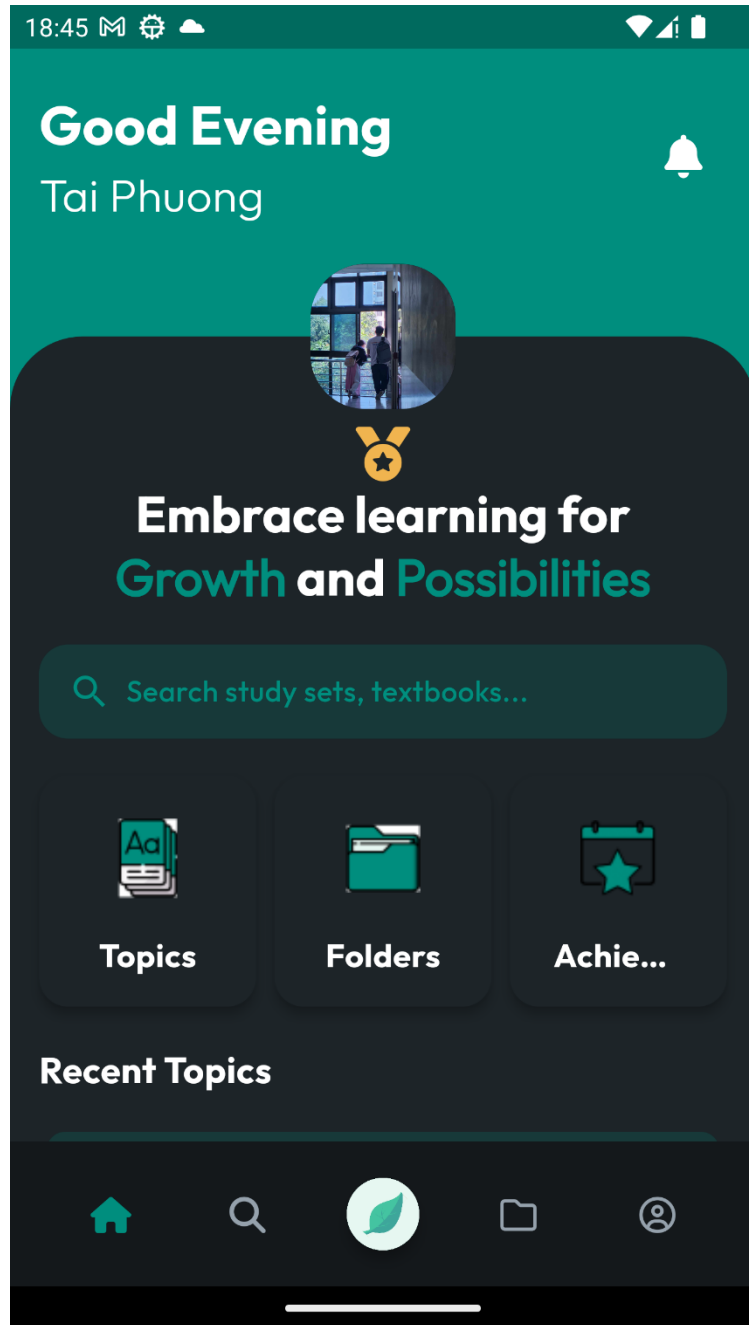 18:45
Good Evening
Tai Phuong
Embrace learning for
Growth and Possibilities
Search study sets, textbooks...
Aa
Topics
Folders
Achie...
Recent Topics